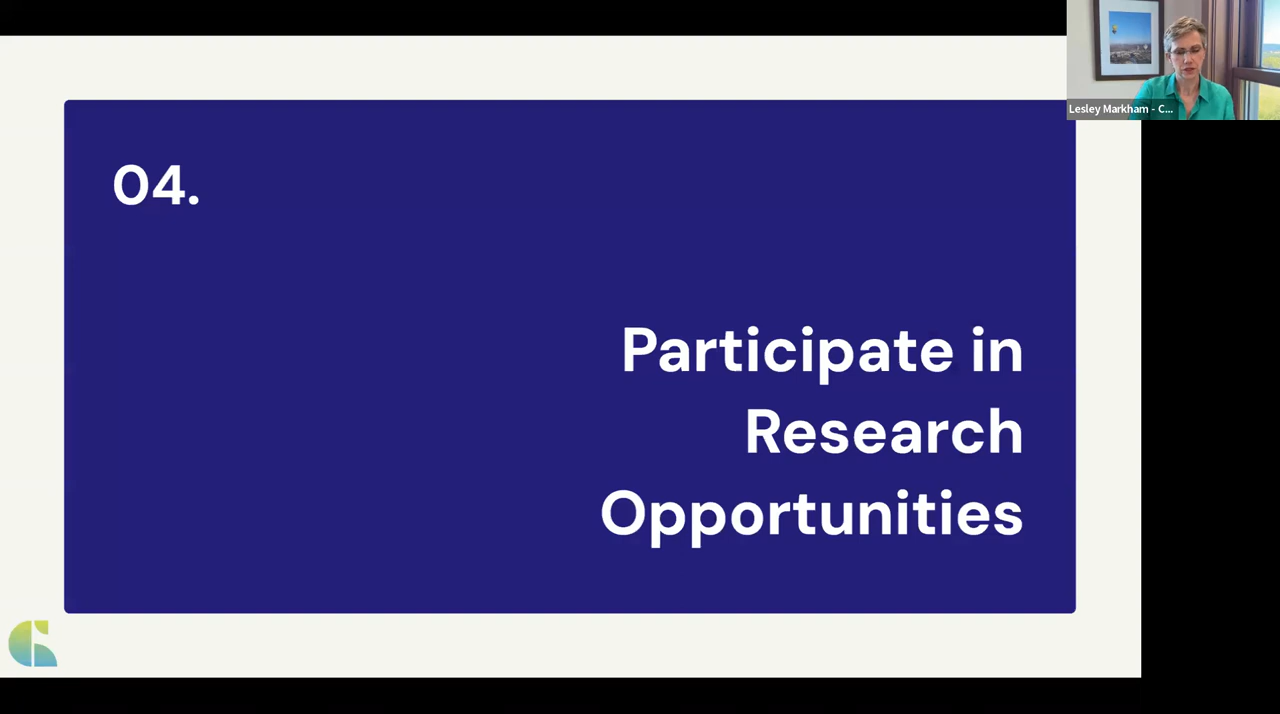 04.
Participate in
Research
Opportunities
Lesley Markham - C...